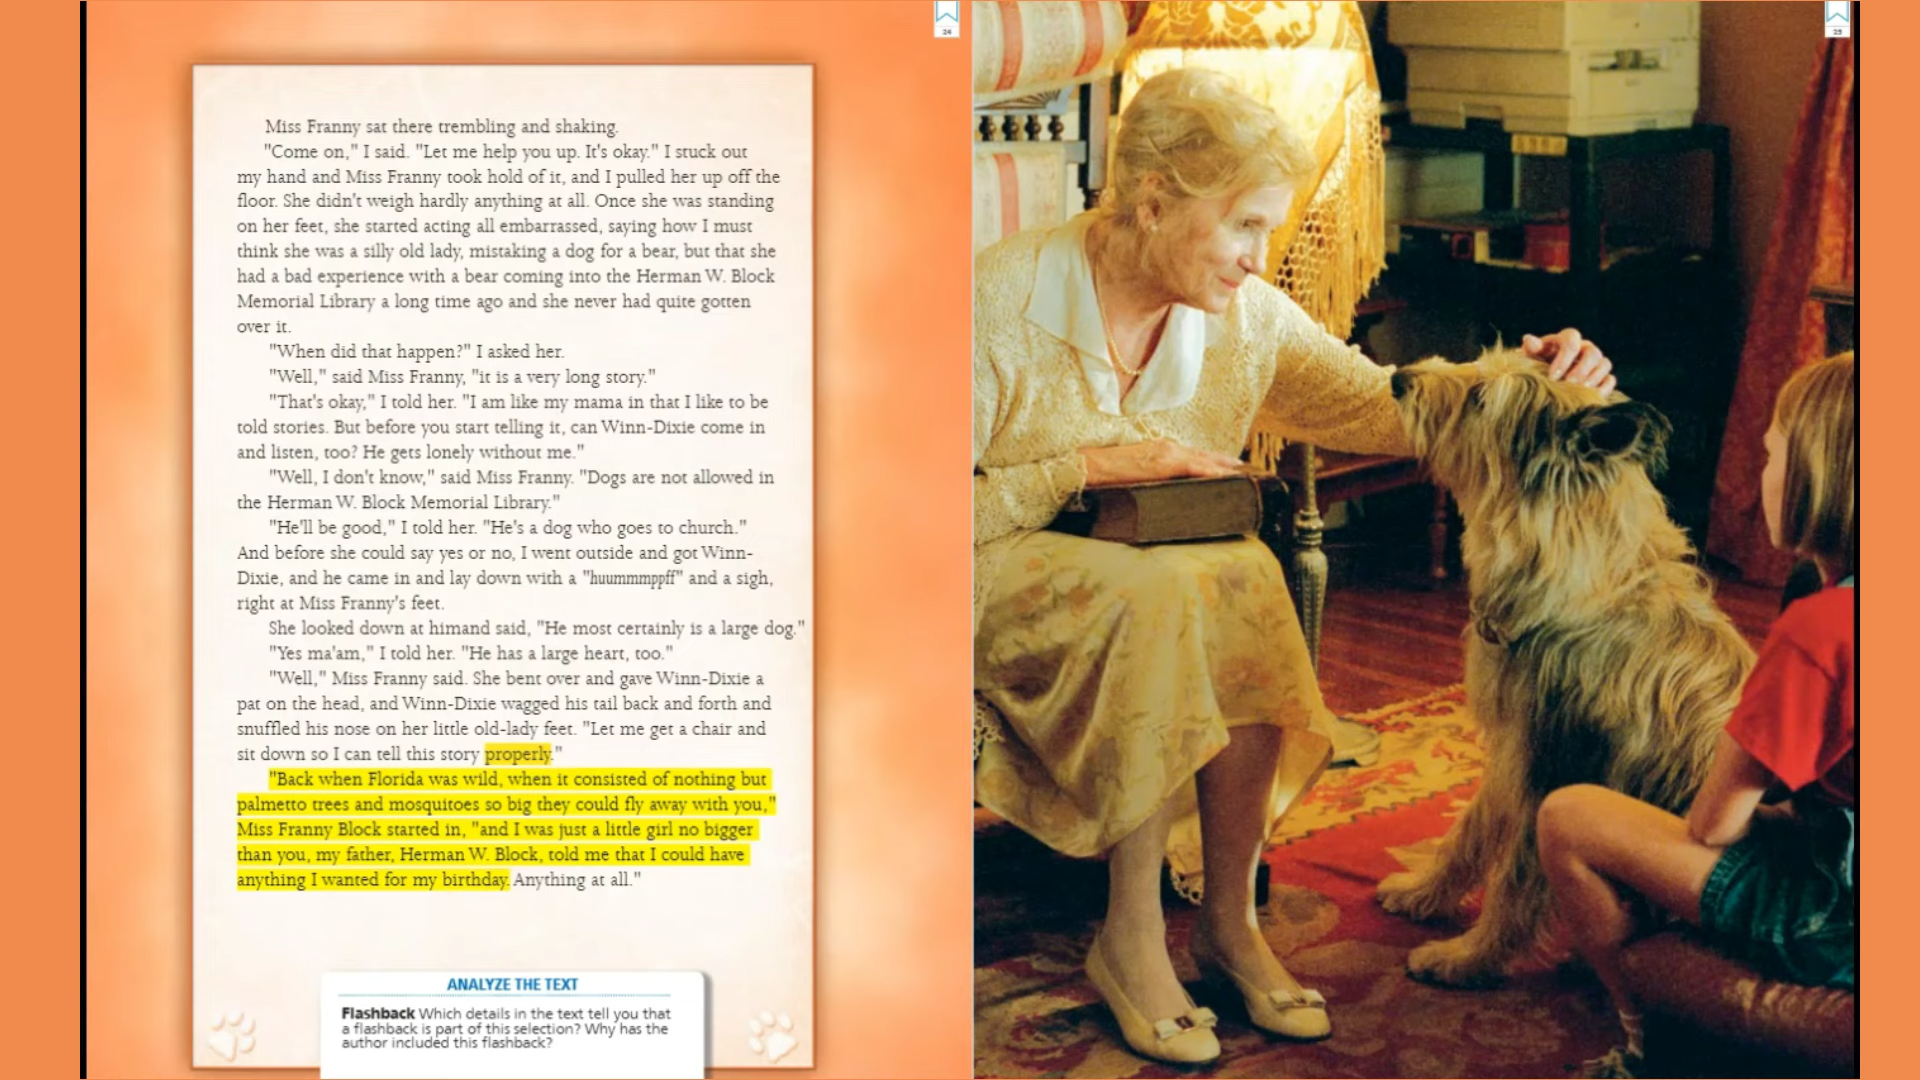 24
Miss Franny sat there trembling and shaking.
"Come on," I said. "Let me help you up. It's okay." I stuck out
my hand and Miss Franny took hold of it, and I pulled her up off the
floor. She didn't weigh hardly anything at all. Once she was standing
on her feet, she started acting all embarrassed, saying how I must
think she was a silly old lady, mistaking a dog for a bear, but that she
had a bad experience with a bear coming into the Herman W. Block
Memorial Library a long time ago and she never had quite gotten
over it.
"When did that happen?" I asked her.
"Well," said Miss Franny, "it is a very long story."
"That's okay," I told her. "I am like my mama in that I like to be
told stories. But before you start telling it, can Winn-Dixie come in
and listen, too? He gets lonely without me."
"Well, I don't know," said Miss Franny. "Dogs are not allowed in
the Herman W. Block Memorial Library."
"He'll be good," I told her. "He's a dog who goes to church."
And before she could say yes or no, I went outside and got Winn-
Dixie, and he came in and lay down with a "huummmppff" and a sigh,
right at Miss Franny's feet.
She looked down at himand said, "He most certainly is a large dog."
"Yes ma'am," I told her. "He has a large heart, too."
"Well," Miss Franny said. She bent over and gave Winn-Dixie a
pat on the head, and Winn-Dixie wagged his tail back and forth and
snuffled his nose on her little old-lady feet. "Let me get a chair and
sit down so I can tell this story properly."
"Back when Florida was wild, when it consisted of nothing but
palmetto trees and mosquitoes so big they could fly away with you,"
Miss Franny Block started in, "and I was just a little girl no bigger
than you, my father, Herman W. Block, told me that I could have
anything I wanted for my birthday. Anything at all."
ANALYZE THE TEXT
Flashback Which details in the text tell you that
a flashback is part of this selection? Why has the
author included this flashback?
25